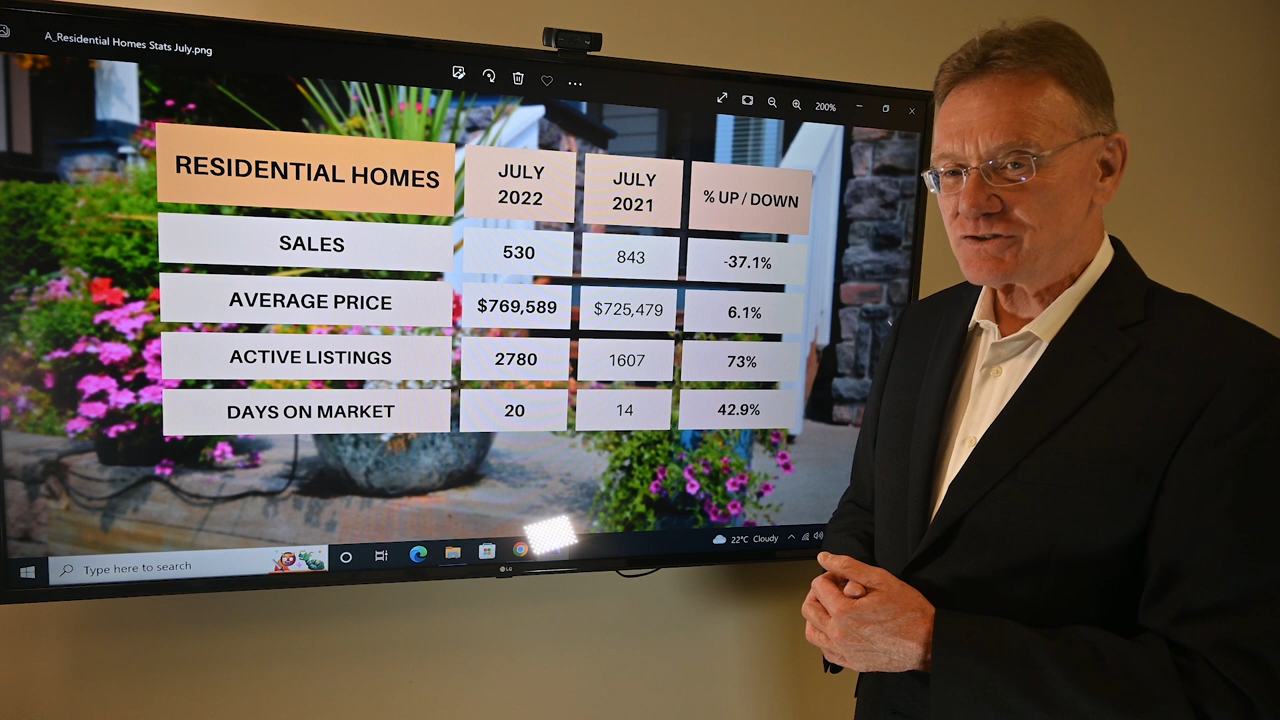 A_Residential Homes Stats July.png
200%
RESIDENTIAL HOMES
JULY 2022
JULY 2021
% UP / DOWN
SALES
530
843
-37.1%
AVERAGE PRICE
$769,589
$725,479
6.1%
ACTIVE LISTINGS
2780
1607
73%
DAYS ON MARKET
20
14
42.9%
Type here to search
22°C Cloudy
LG